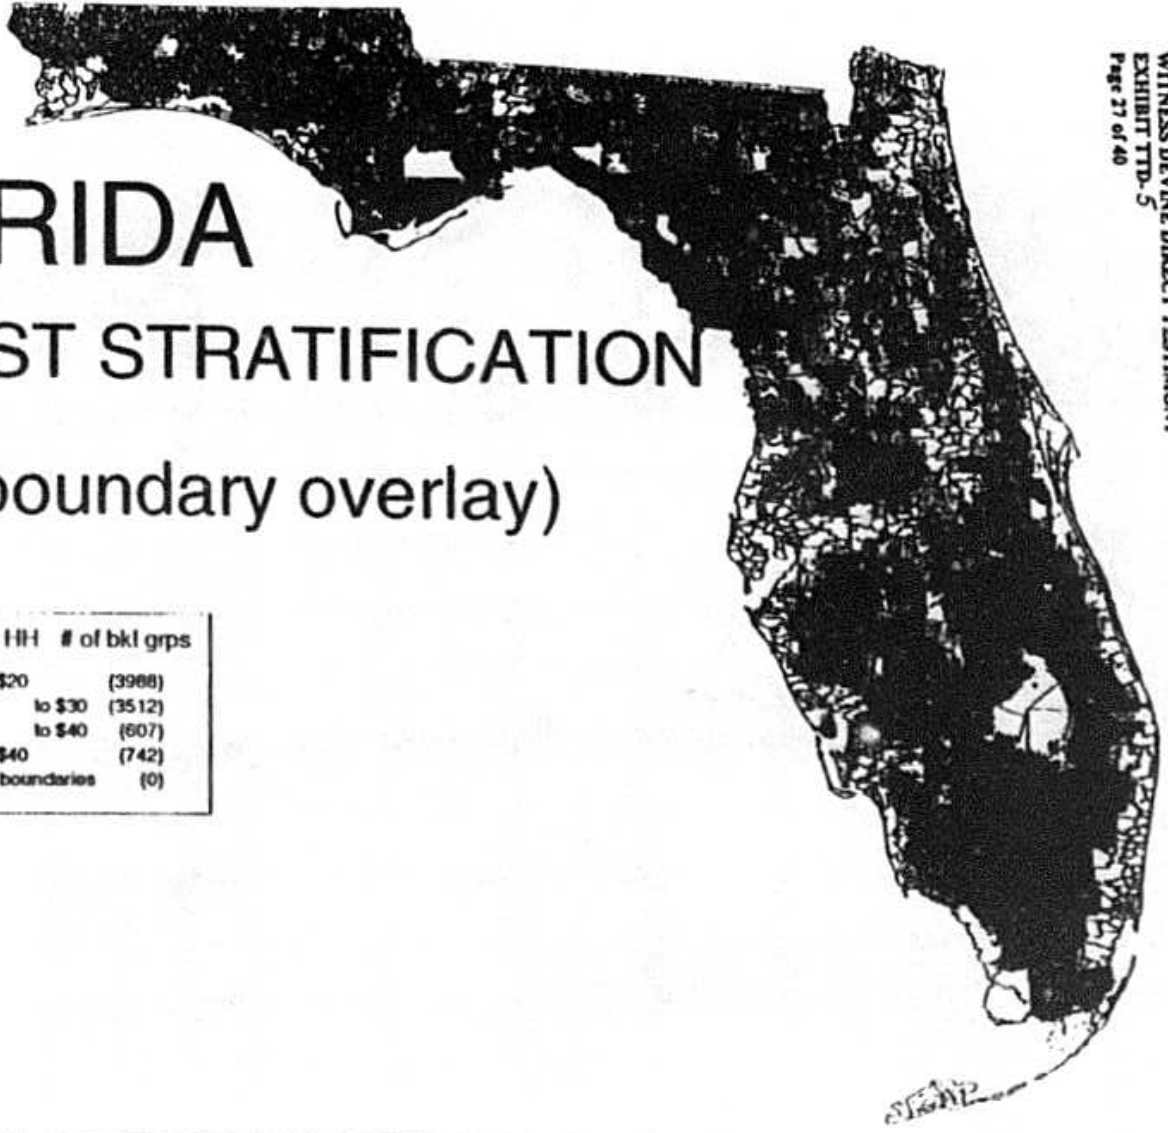 EXHIBIT TTD-5
Page 27 of 40
RIDA
ST STRATIFICATION
boundary overlay)
HH # of bkl grps
$20 (3988)
to $30 (3512)
to $40 (607)
$40 (742)
boundaries (0)